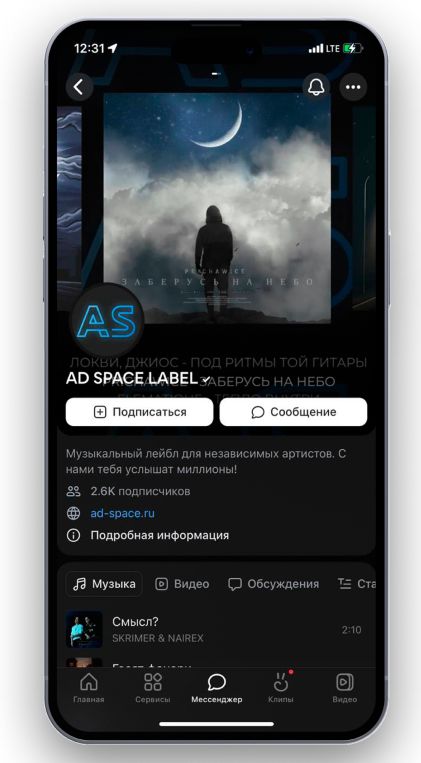 12:31
LTE
PSICHAWICE
ЗАБЕРУСЬ НА НЕБО
AS
ЛОКВИ, ДЖИОС - ПОД РИТМЫ ТОЙ ГИТАРЫ
AD SPACE LABEL
ЗАБЕРУСЬ НА НЕБО
Подписаться
Сообщение
Музыкальный лейбл для независимых артистов. С
нами тебя услышат миллионы!
2.6K подписчиков
ad-space.ru
Подробная информация
Музыка Видео Обсуждения Ста
Смысл?
SKRIMER & NAIREX
2:10
Главная Сервисы Мессенджер Клипы Видео